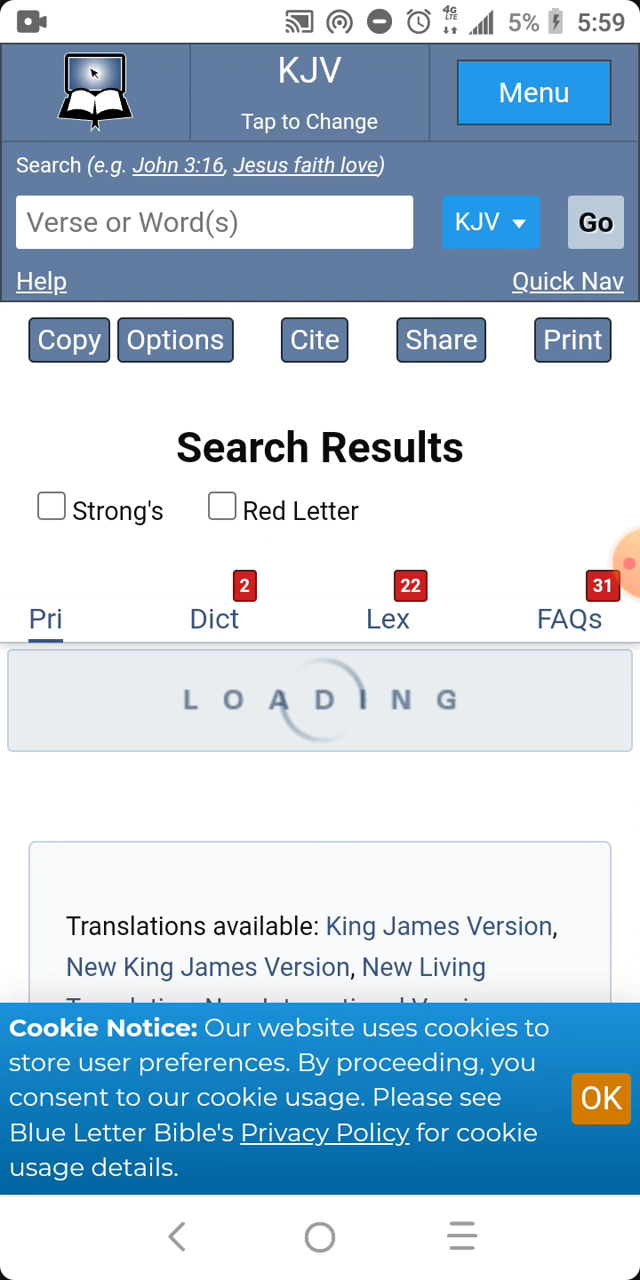 4G
LTE
5%
5:59
KJV
Tap to Change
Menu
Search (e.g. John 3:16, Jesus faith love)
Verse or Word(s)
KJV
Go
Help
Quick Nav
Copy
Options
Cite
Share
Print
Search Results
Strong's
Red Letter
2
22
31
Pri
Dict
Lex
FAQs
LOADING
Translations available: King James Version,
New King James Version, New Living
Cookie Notice: Our website uses cookies to
store user preferences. By proceeding, you
consent to our cookie usage. Please see
Blue Letter Bible's Privacy Policy for cookie
usage details.
OK